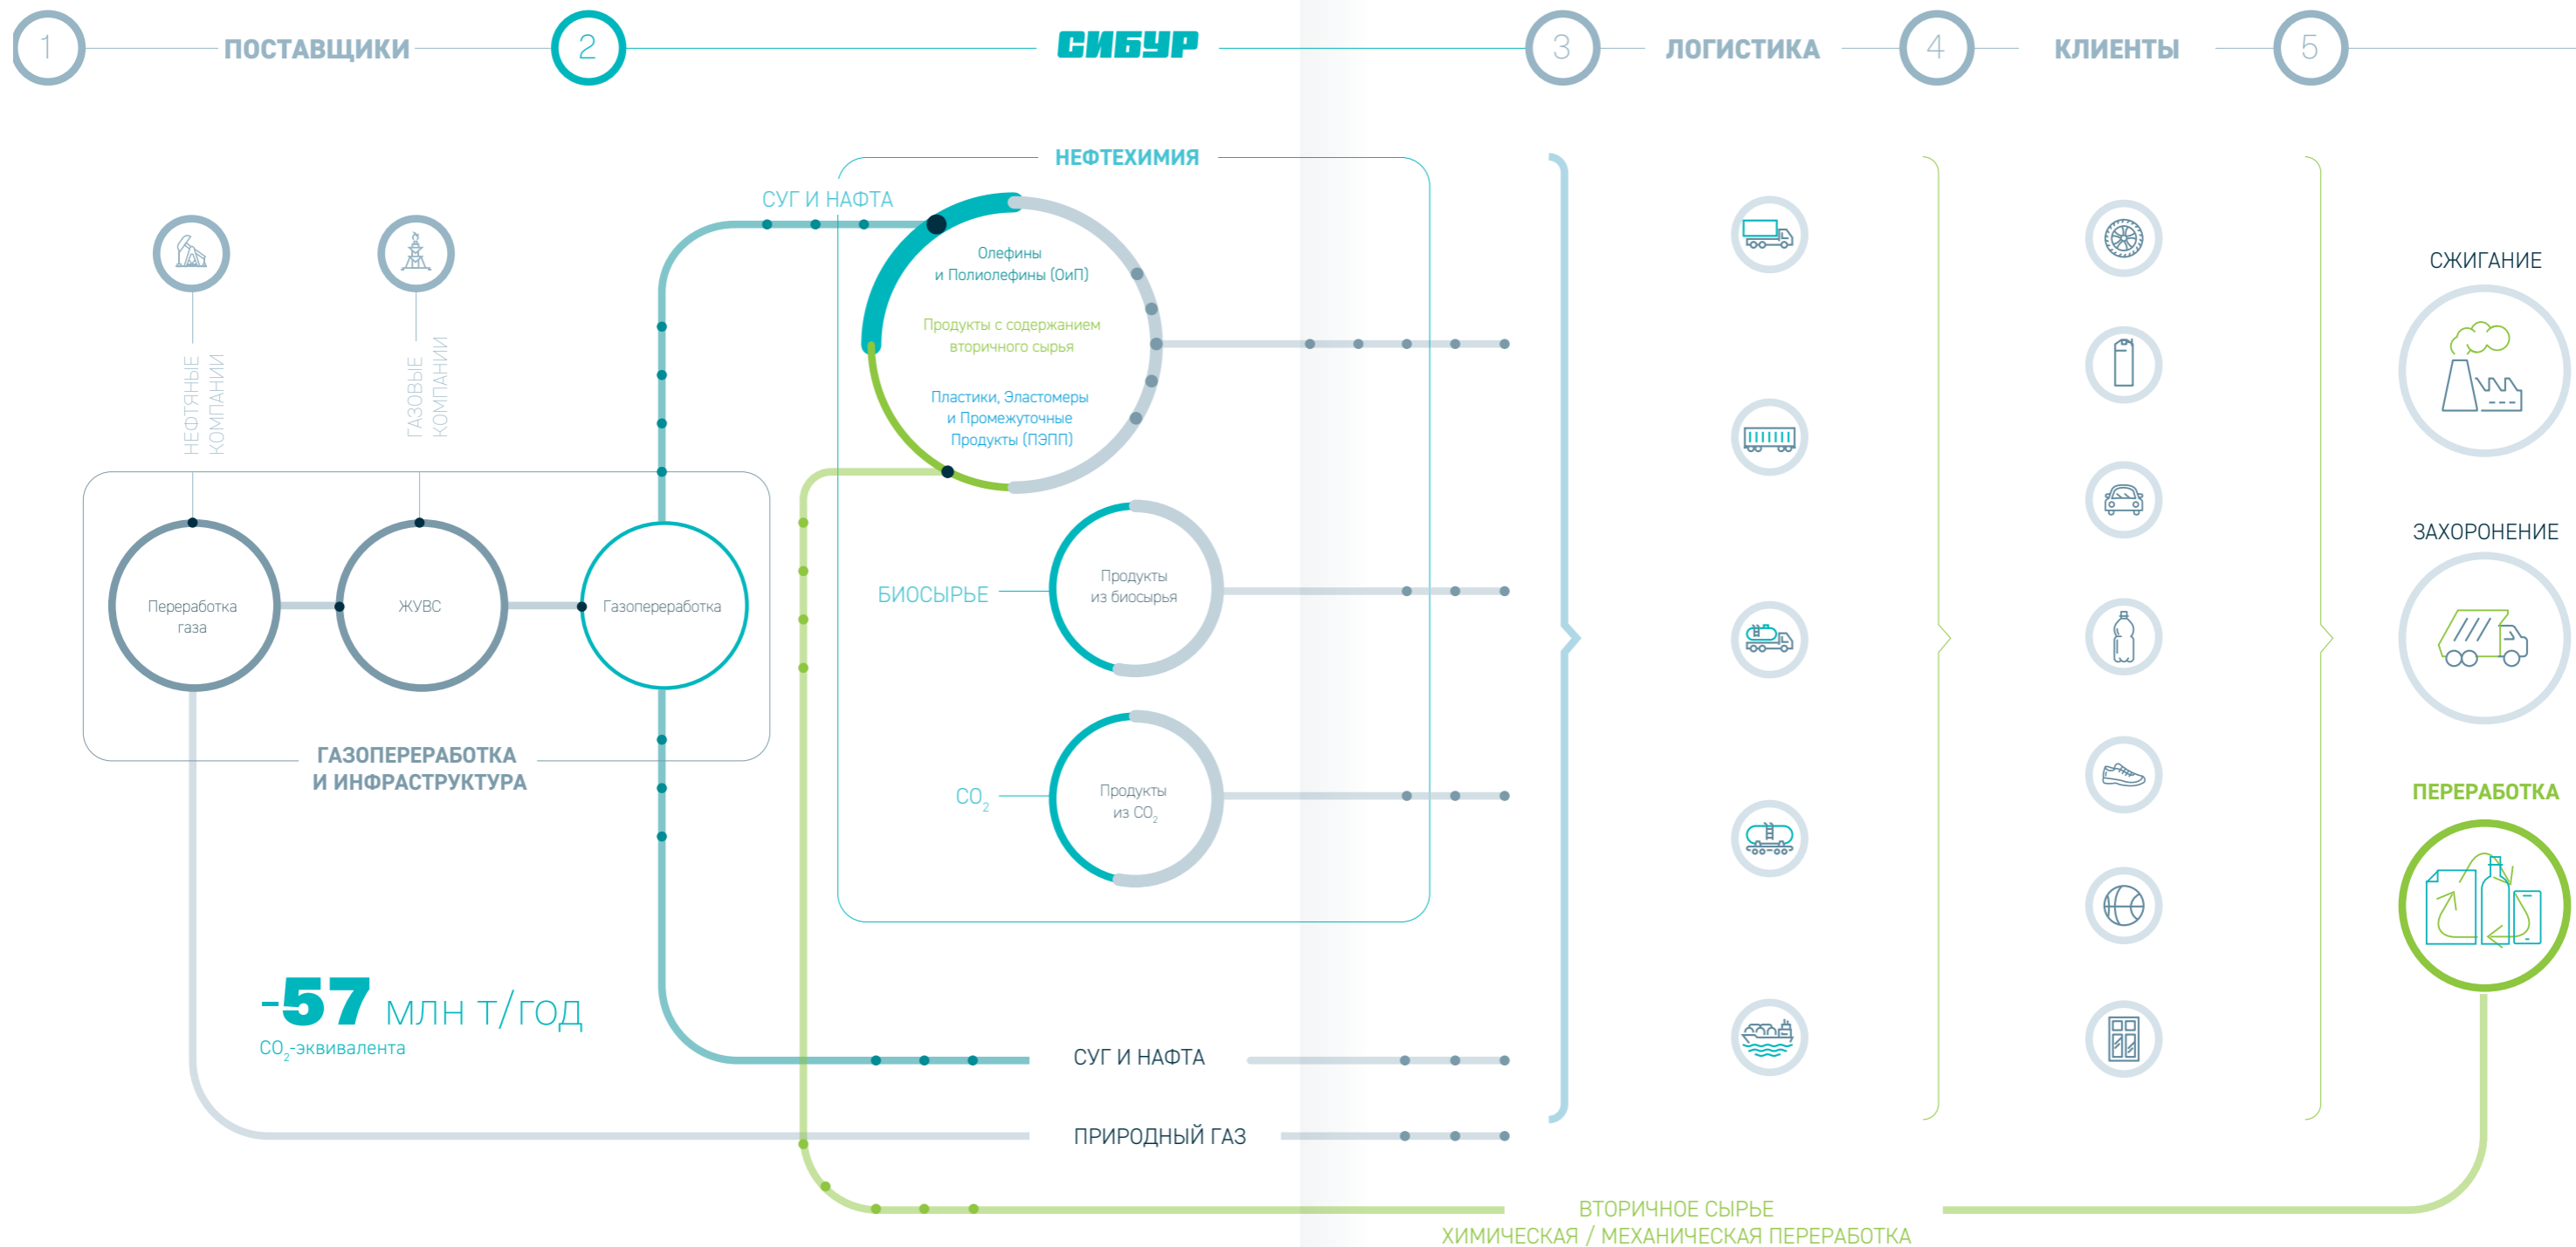 1
ПОСТАВЩИКИ
2
СИБУР
3
ЛОГИСТИКА
4
КЛИЕНТЫ
5
НЕФТЕХИМИЯ
СУГ И НАФТА
Олефины
и Полиолефины (ОиП)
Продукты с содержанием
вторичного сырья
Пластики, Эластомеры
и Промежуточные
Продукты (ПЭПП)
НЕФТЯНЫЕ
КОМПАНИИ
ГАЗОВЫЕ
КОМПАНИИ
Переработка
газа
ЖУВС
Газопереработка
ГАЗОПЕРЕРАБОТКА
И ИНФРАСТРУКТУРА
БИОСЫРЬЕ
Продукты
из биосырья
CO₂
Продукты
из CO₂
-57 МЛН Т/ГОД
CO₂-эквивалента
СУГ И НАФТА
ПРИРОДНЫЙ ГАЗ
СЖИГАНИЕ
ЗАХОРОНЕНИЕ
ПЕРЕРАБОТКА
ВТОРИЧНОЕ СЫРЬЕ
ХИМИЧЕСКАЯ / МЕХАНИЧЕСКАЯ ПЕРЕРАБОТКА